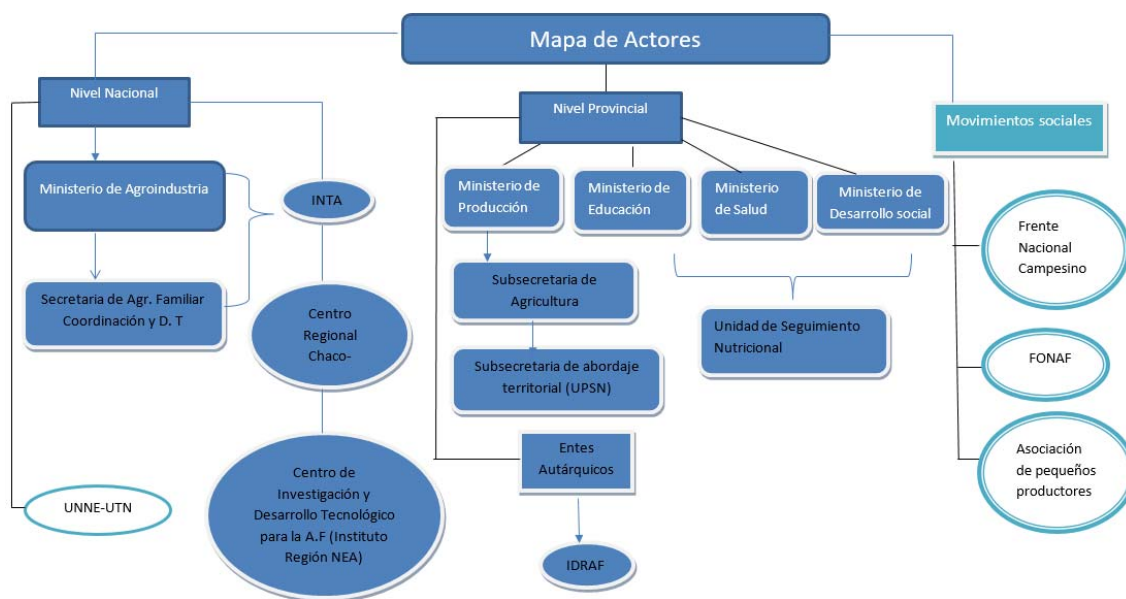 Mapa de Actores
Nivel Nacional
Ministerio de Agroindustria
Secretaria de Agr. Familiar
Coordinación y D. T
UNNE-UTN
INTA
Centro
Regional
Chaco-
Centro de
Investigación y
Desarrollo Tecnológico
para la A.F (Instituto
Región NEA)
Nivel Provincial
Ministerio de
Producción
Ministerio de
Educación
Ministerio
de Salud
Ministerio de
Desarrollo social
Subsecretaria de
Agricultura
Subsecretaria de abordaje
territorial (UPSN)
Unidad de Seguimiento
Nutricional
Entes
Autárquicos
IDRAF
Movimientos sociales
Frente
Nacional
Campesino
FONAF
Asociación
de pequeños
productores